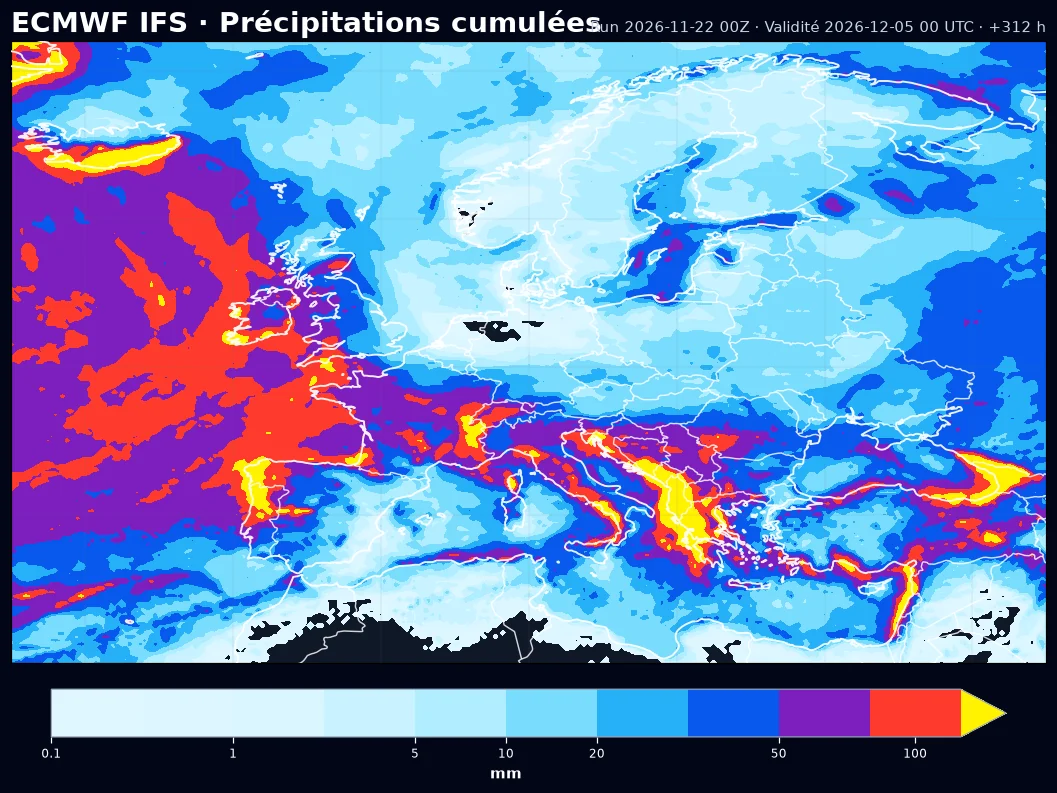 ECMWF IFS · Précipitations cumulées
Run 2026-11-22 00Z · Validité 2026-12-05 00 UTC · +312 h
0.1 1 5 10 20 50 100
mm